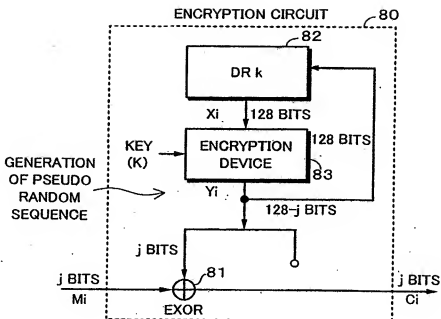 ENCRYPTION CIRCUIT
80
82
DR k
Xi
128 BITS
128 BITS
KEY
(K)
ENCRYPTION
DEVICE
83
GENERATION
OF PSEUDO
RANDOM
SEQUENCE
Yi
128-j BITS
j BITS
j BITS
Mi
81
EXOR
j BITS
Ci